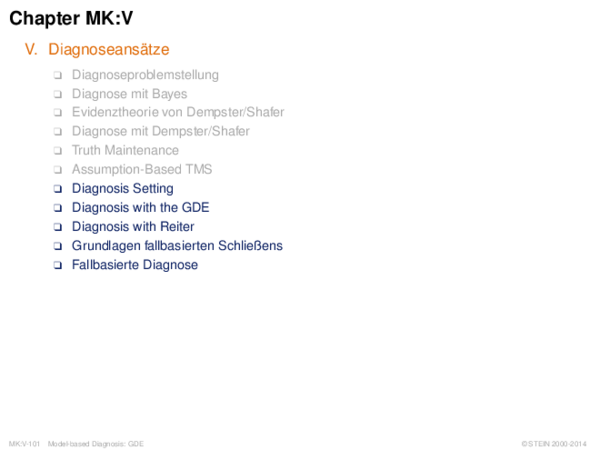 Chapter MK:V
V. Diagnoseansätze
❑ Diagnoseproblemstellung
❑ Diagnose mit Bayes
❑ Evidenztheorie von Dempster/Shafer
❑ Diagnose mit Dempster/Shafer
❑ Truth Maintenance
❑ Assumption-Based TMS
❑ Diagnosis Setting
❑ Diagnosis with the GDE
❑ Diagnosis with Reiter
❑ Grundlagen fallbasierten Schließens
❑ Fallbasierte Diagnose
MK:V-101 Model-based Diagnosis: GDE © STEIN 2000-2014